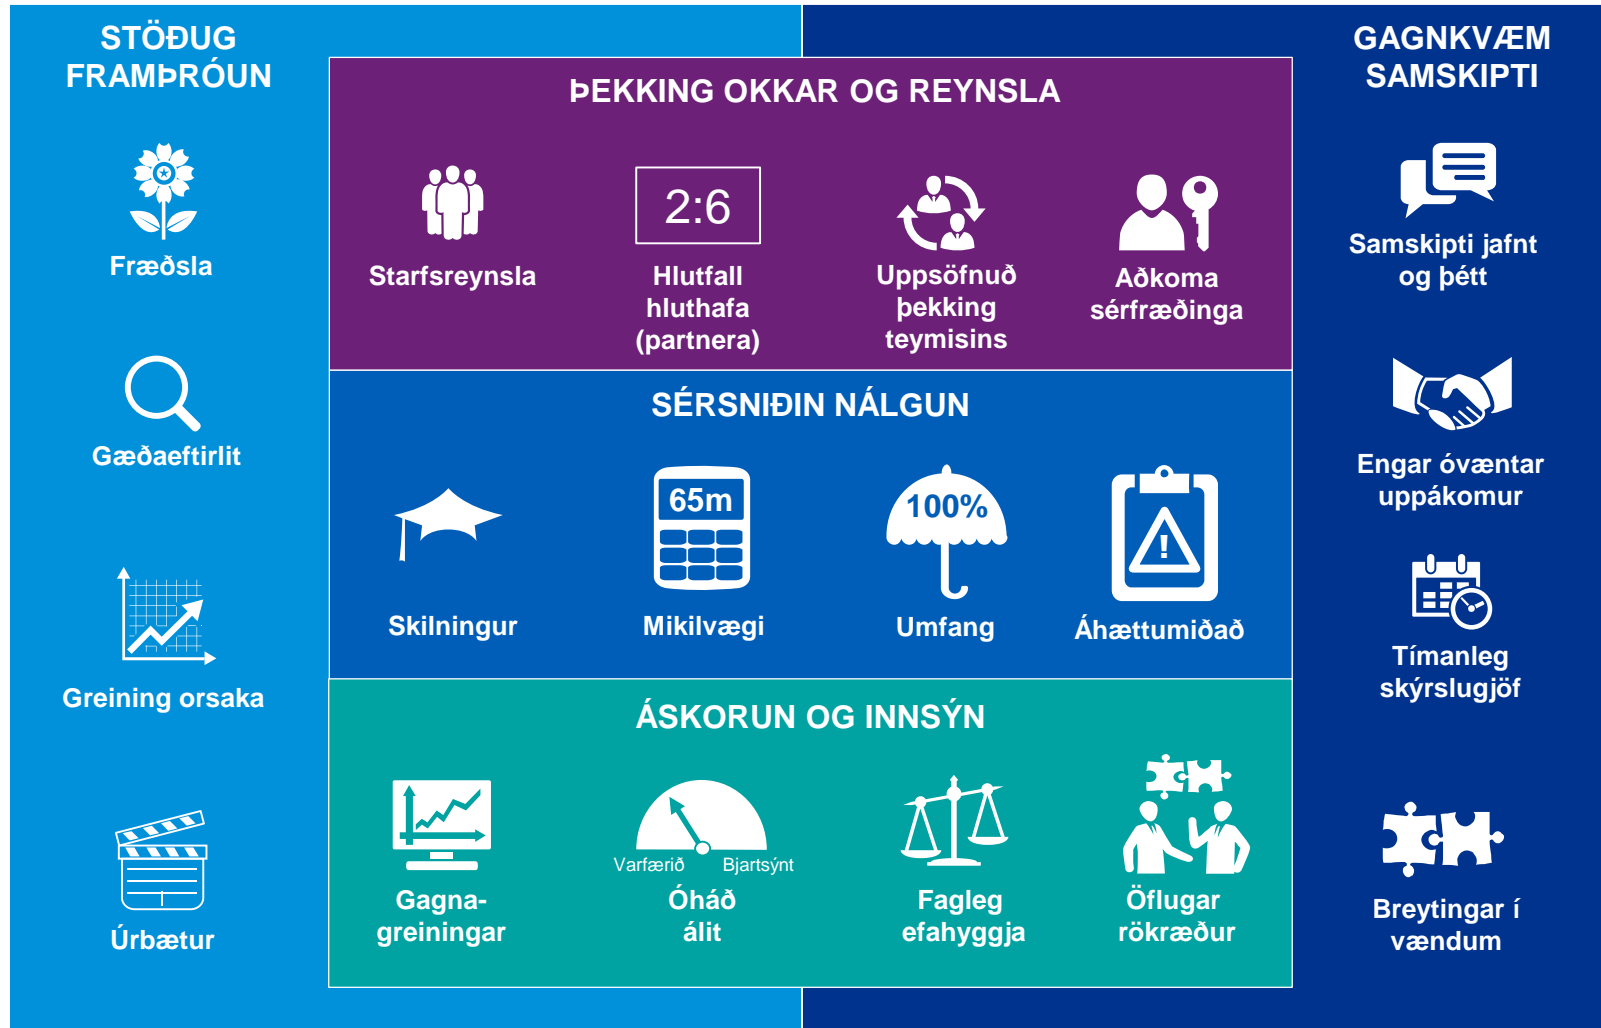 STÖÐUG
FRAMÞRÓUN
Fræðsla
Gæðaeftirlit
Greining orsaka
Úrbætur
ÞEKKING OKKAR OG REYNSLA
2:6
Starfsreynsla
Hlutfall
hluthafa
(partnera)
Uppsöfnuð
þekking
teymisins
Aðkoma
sérfræðinga
SÉRSNIÐIN NÁLGUN
65m
100%
!
Skilningur
Mikilvægi
Umfang
Áhættumiðað
ÁSKORUN OG INNSÝN
Varfærið
Bjartsýnt
Gagna-
greiningar
Óháð
álit
Fagleg
efahyggja
Öflugar
rökræður
GAGNKVÆM
SAMSKIPTI
Samskipti jafnt
og þétt
Engar óvæntar
uppákomur
Tímanleg
skýrslugjöf
Breytingar í
vændum